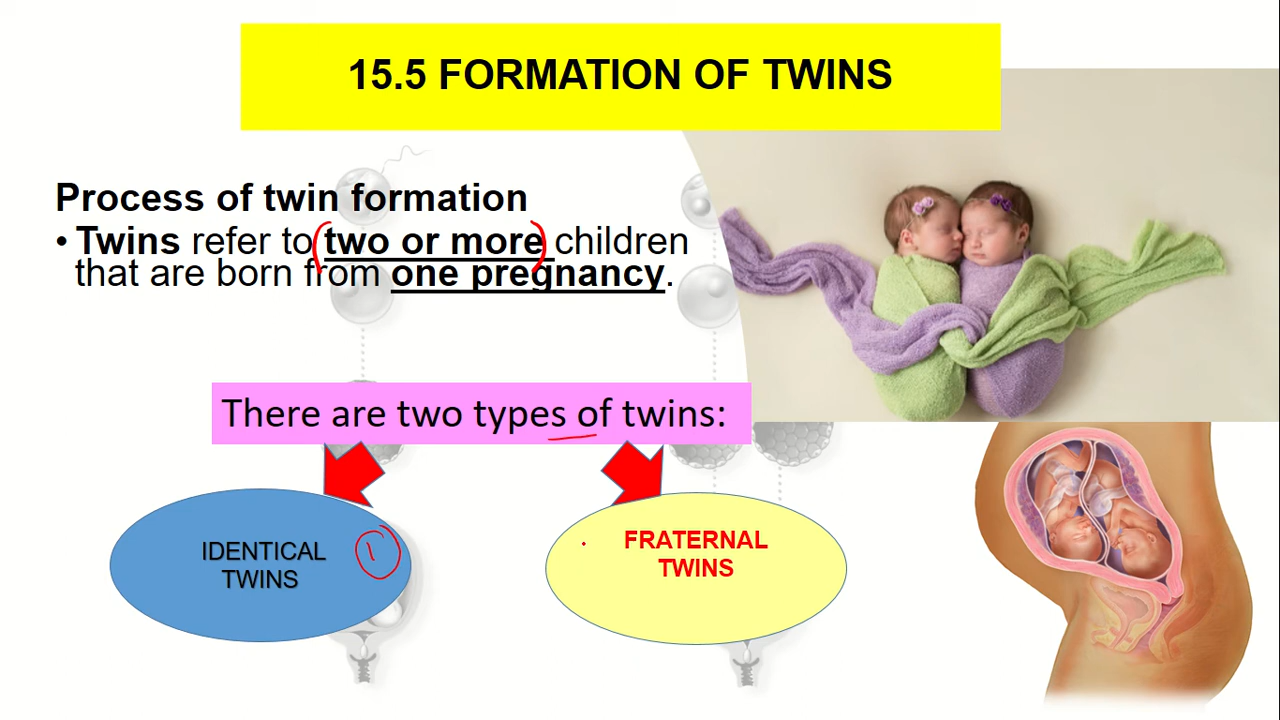 15.5 FORMATION OF TWINS
Process of twin formation
• Twins refer to (two or more) children
that are born from one pregnancy.
There are two types of twins:
IDENTICAL
TWINS
1
FRATERNAL
TWINS